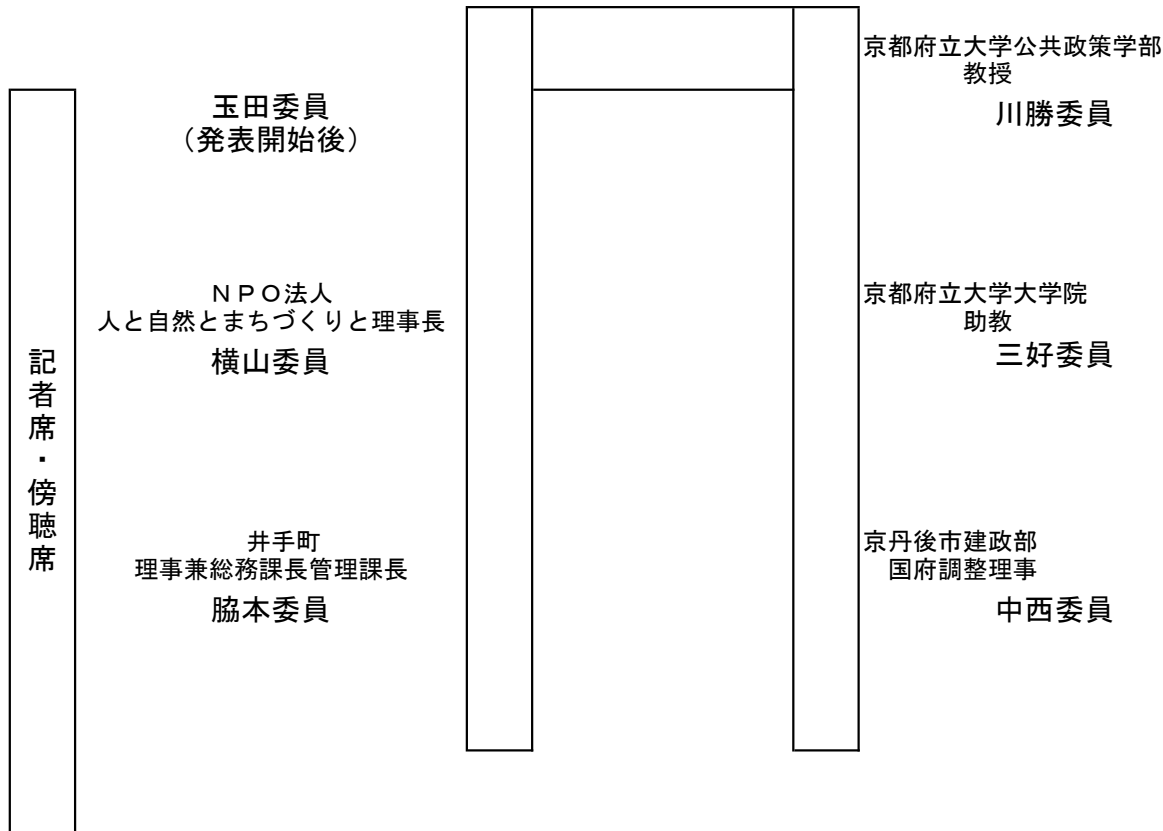 記者席・傍聴席
玉田委員
（発表開始後）
ＮＰＯ法人
人と自然とまちづくりと理事長
横山委員
井手町
理事兼総務課長管理課長
脇本委員
京都府立大学公共政策学部
教授
川勝委員
京都府立大学大学院
助教
三好委員
京丹後市建政部
国府調整理事
中西委員